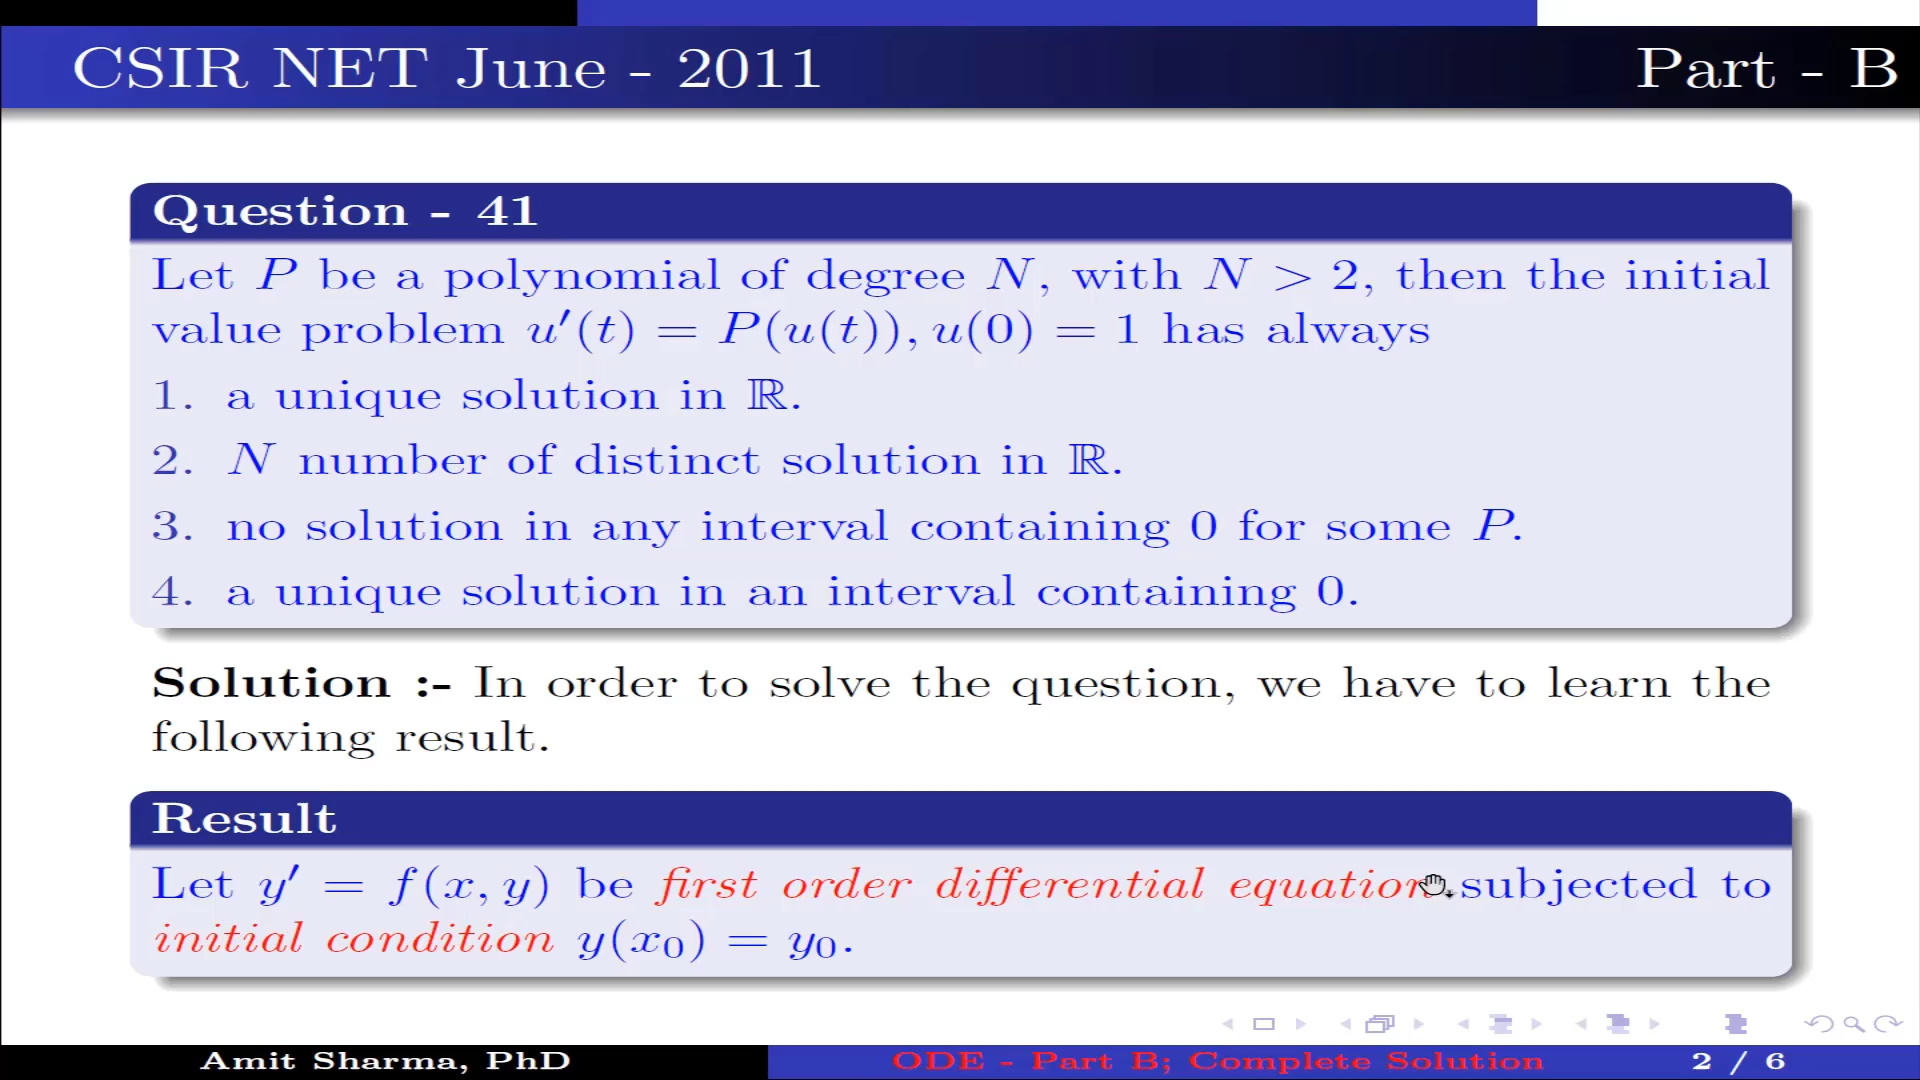 CSIR NET June - 2011 Part - B
Question - 41
Let P be a polynomial of degree N, with N > 2, then the initial
value problem u′(t) = P(u(t)), u(0) = 1 has always
1. a unique solution in ℝ.
2. N number of distinct solution in ℝ.
3. no solution in any interval containing 0 for some P.
4. a unique solution in an interval containing 0.
Solution :- In order to solve the question, we have to learn the
following result.
Result
Let y′ = f(x, y) be first order differential equation subjected to
initial condition y(x₀) = y₀.
Amit Sharma, PhD ODE - Part B; Complete Solution 2 / 6